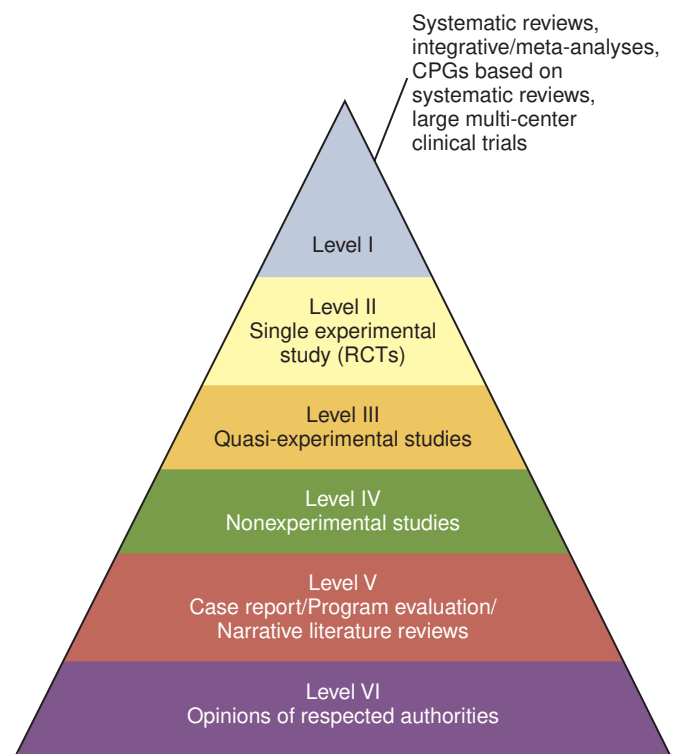 Systematic reviews,
integrative/meta-analyses,
CPGs based on
systematic reviews,
large multi-center
clinical trials
Level I
Level II
Single experimental
study (RCTs)
Level III
Quasi-experimental studies
Level IV
Nonexperimental studies
Level V
Case report/Program evaluation/
Narrative literature reviews
Level VI
Opinions of respected authorities